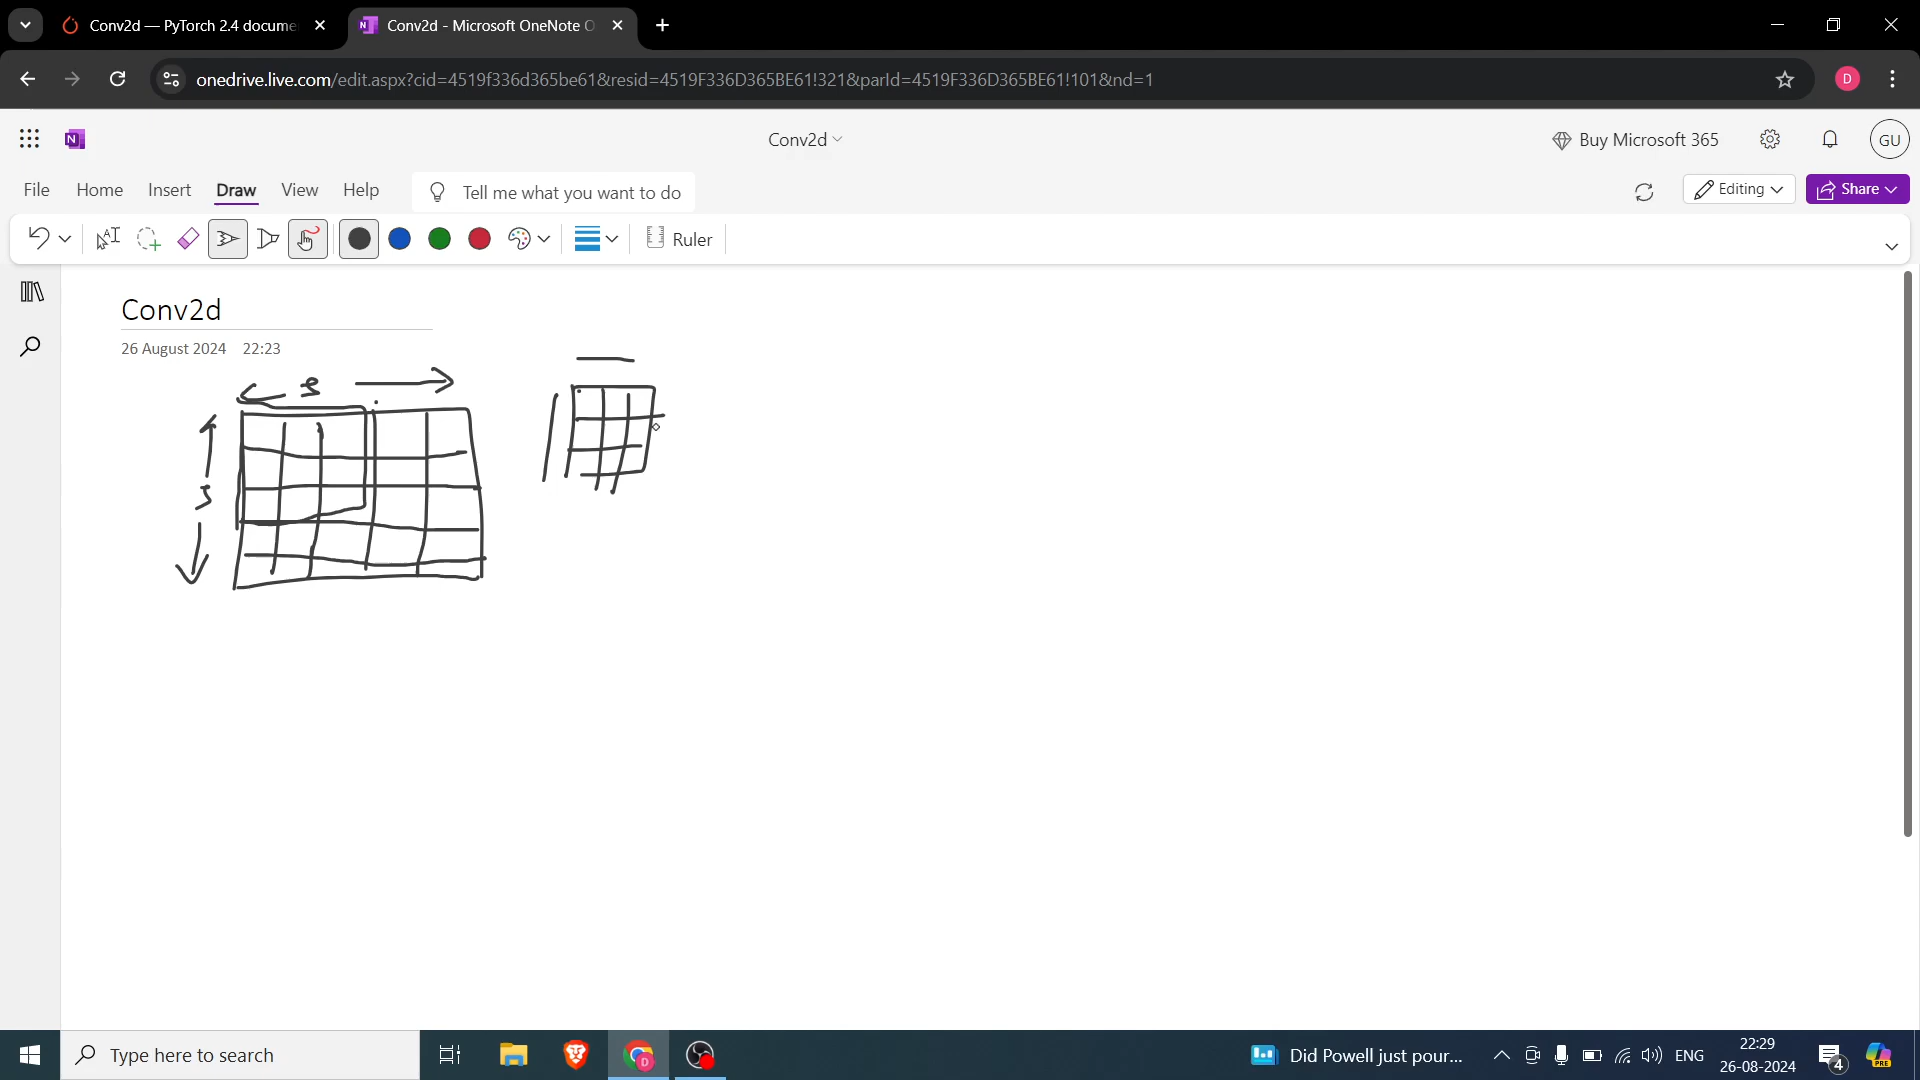 Conv2d — PyTorch 2.4 docume
Conv2d - Microsoft OneNote O
onedrive.live.com/edit.aspx?cid=4519f336d365be61&resid=4519F336D365BE61!321&parId=4519F336D365BE61!101&nd=1
D
N
Conv2d
Buy Microsoft 365
GU
File Home Insert Draw View Help
Tell me what you want to do
Editing
Share
Ruler
Conv2d
26 August 2024 22:23
5
Type here to search
Did Powell just pour...
ENG
22:29
26-08-2024
4
PRE